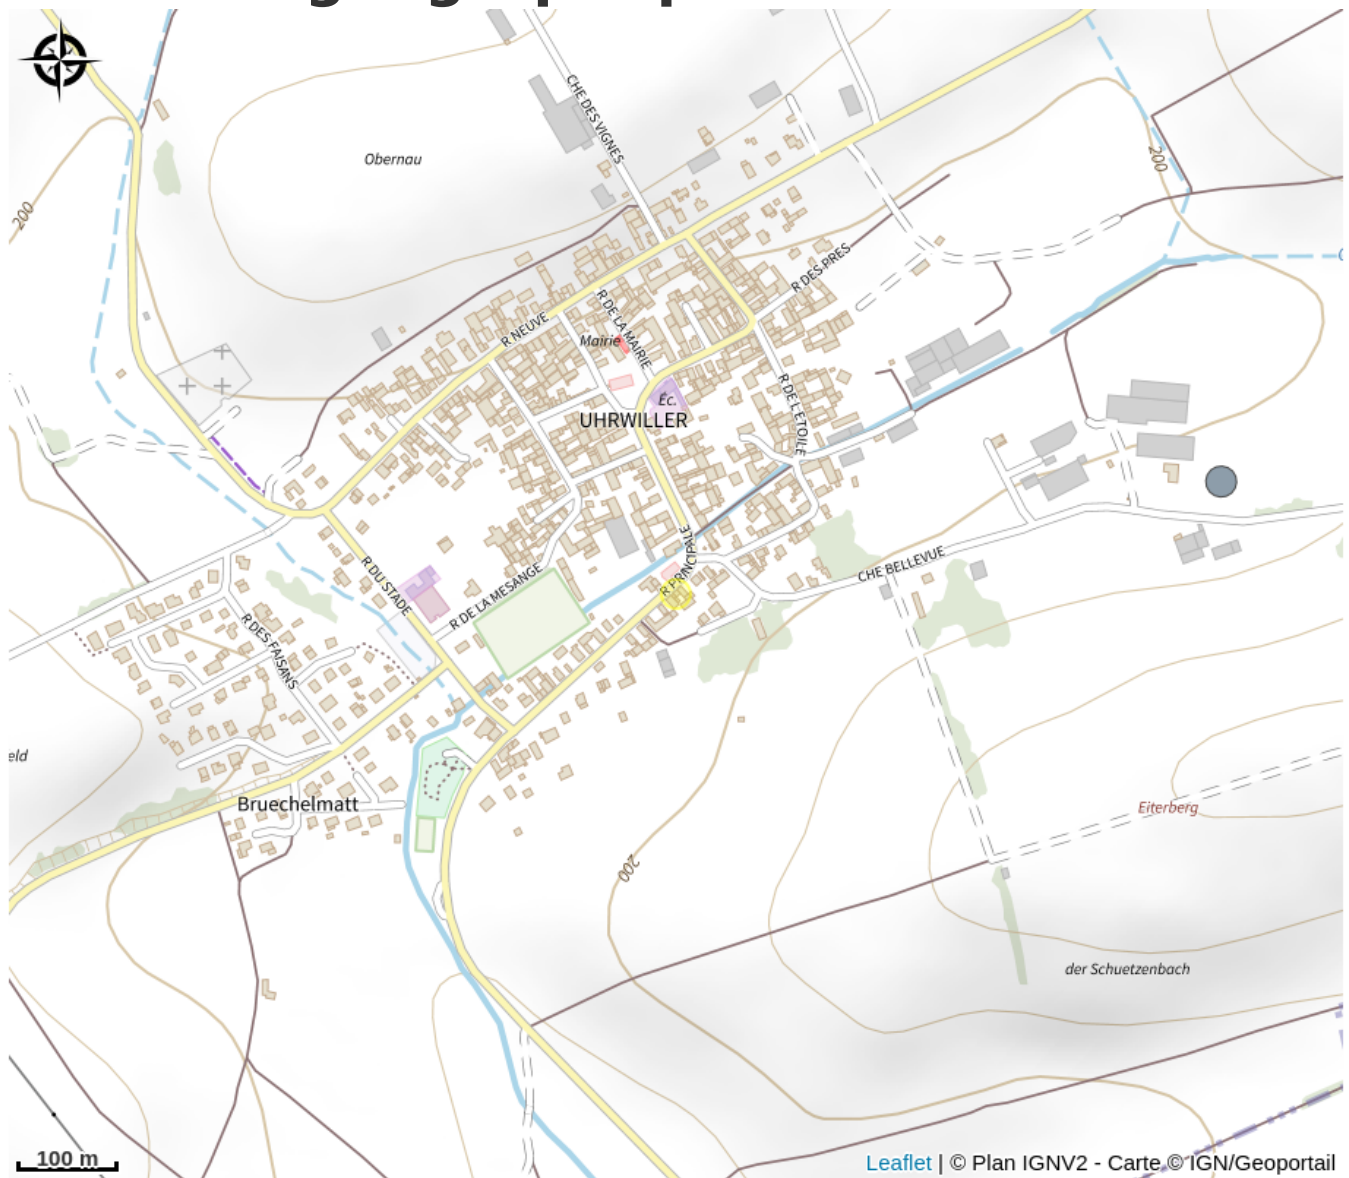 CHE DES VIGNES
Obernau
200
200
R DES PRES
R DE LA MAIRIE
R NEUVE
Mairie
R DE L'ETOILE
Éc.
UHRWILLER
R PRINCIPALE
CHE BELLEVUE
R DU STADE
R DE LA MESANGE
R DES FAISANS
eld
Bruechelmatt
Eiterberg
200
der Schuetzenbach
100 m
Leaflet | © Plan IGNV2 - Carte © IGN/Geoportail